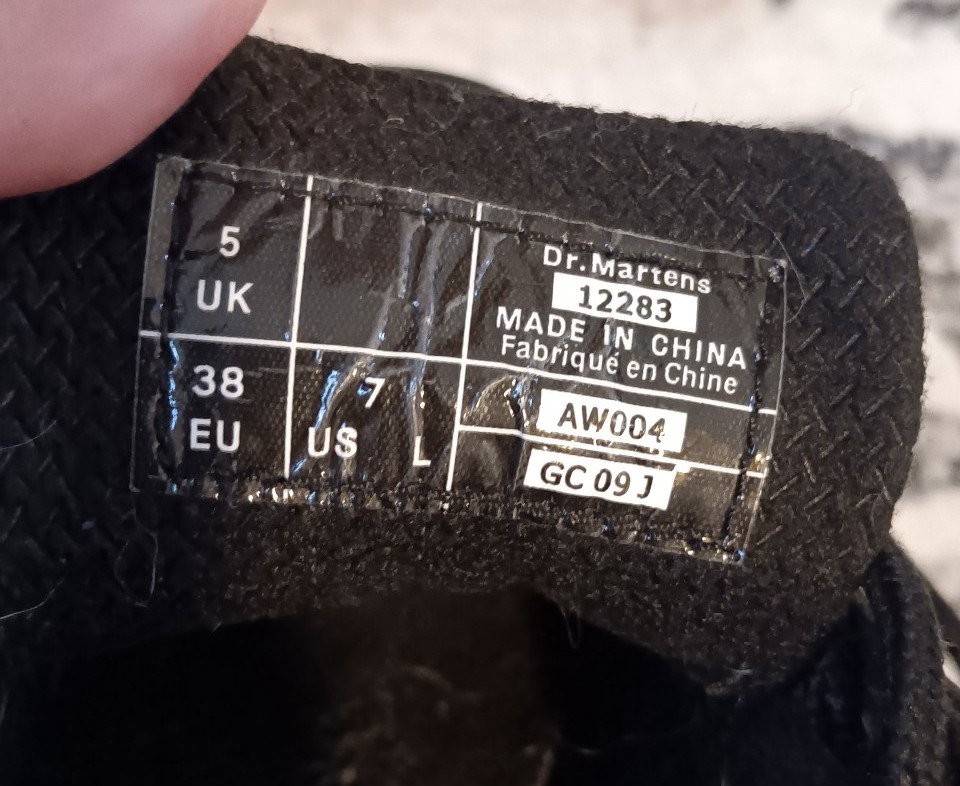 5
UK
38
EU
7
US L
Dr.Martens
12283
MADE IN CHINA
Fabriqué en Chine
AW004
GC 09 J